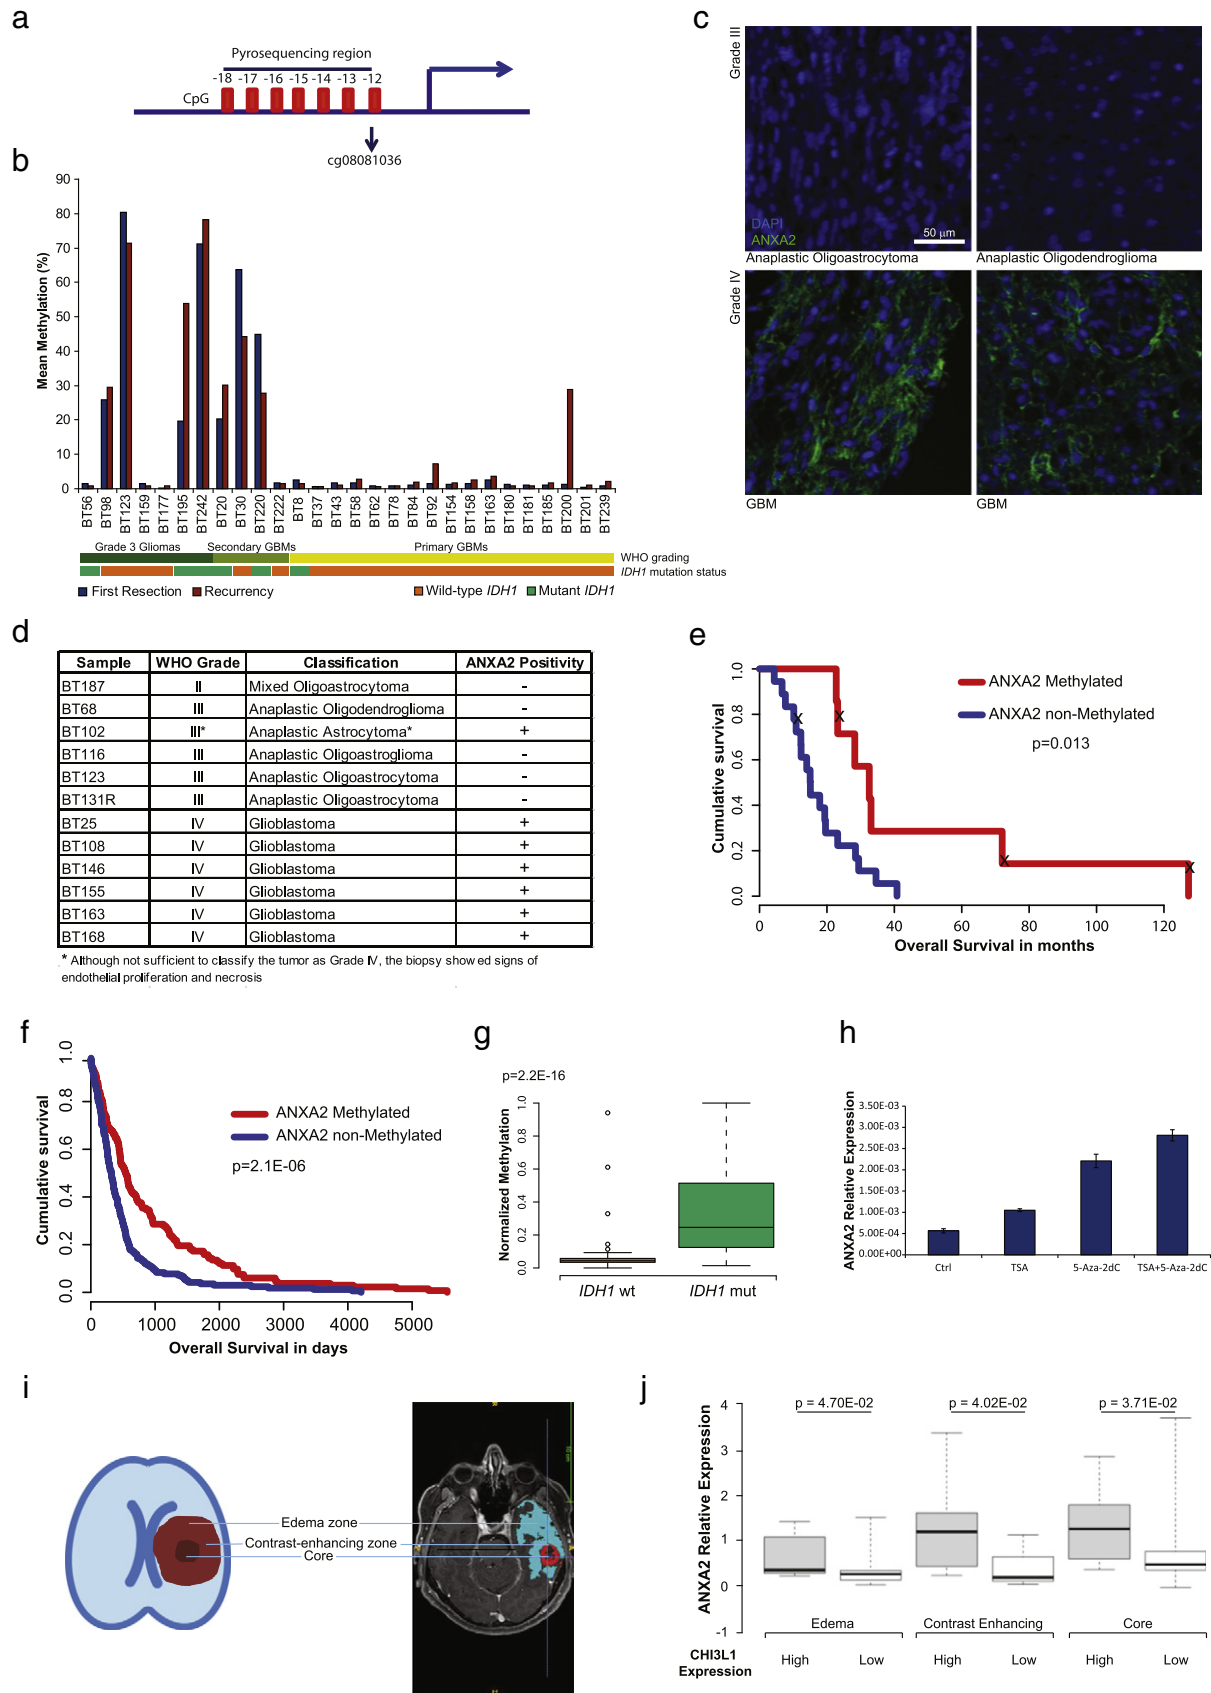 a
Pyrosequencing region
-18 -17 -16 -15 -14 -13 -12
CpG
cg08081036
b
Mean Methylation (%)
90
80
70
60
50
40
30
20
10
0
BT56 BT98 BT123 BT159 BT177 BT195 BT242 BT20 BT30 BT220 BT222 BT8 BT37 BT43 BT58 BT62 BT78 BT84 BT92 BT154 BT158 BT163 BT180 BT181 BT185 BT200 BT201 BT239
Grade 3 Gliomas Secondary GBMs Primary GBMs
WHO grading
IDH1 mutation status
First Resection Recurrency Wild-type IDH1 Mutant IDH1
c
Grade III
DAPI
ANXA2
50 µm
Anaplastic Oligoastrocytoma Anaplastic Oligodendroglioma
Grade IV
GBM GBM
d
Sample WHO Grade Classification ANXA2 Positivity
BT187 II Mixed Oligoastrocytoma -
BT68 III Anaplastic Oligodendroglioma -
BT102 III* Anaplastic Astrocytoma* +
BT116 III Anaplastic Oligoastroglioma -
BT123 III Anaplastic Oligoastrocytoma -
BT131R III Anaplastic Oligoastrocytoma -
BT25 IV Glioblastoma +
BT108 IV Glioblastoma +
BT146 IV Glioblastoma +
BT155 IV Glioblastoma +
BT163 IV Glioblastoma +
BT168 IV Glioblastoma +
* Although not sufficient to classify the tumor as Grade IV, the biopsy showed signs of
endothelial proliferation and necrosis
e
Cumulative survival
1.0
0.8
0.6
0.4
0.2
0.0
ANXA2 Methylated
ANXA2 non-Methylated
p=0.013
x x x x
0 20 40 60 80 100 120
Overall Survival in months
f
Cumulative survival
1.0
0.8
0.6
0.4
0.2
0.0
ANXA2 Methylated
ANXA2 non-Methylated
p=2.1E-06
0 1000 2000 3000 4000 5000
Overall Survival in days
g
p=2.2E-16
Normalized Methylation
1.0
0.8
0.6
0.4
0.2
0.0
IDH1 wt IDH1 mut
h
ANXA2 Relative Expression
3.50E-03
3.00E-03
2.50E-03
2.00E-03
1.50E-03
1.00E-03
5.00E-04
0.00E+00
Ctrl TSA 5-Aza-2dC TSA+5-Aza-2dC
i
Edema zone
Contrast-enhancing zone
Core
j
ANXA2 Relative Expression
4
3
2
1
0
-1
p = 4.70E-02 p = 4.02E-02 p = 3.71E-02
Edema Contrast Enhancing Core
CHI3L1
Expression
High Low High Low High Low